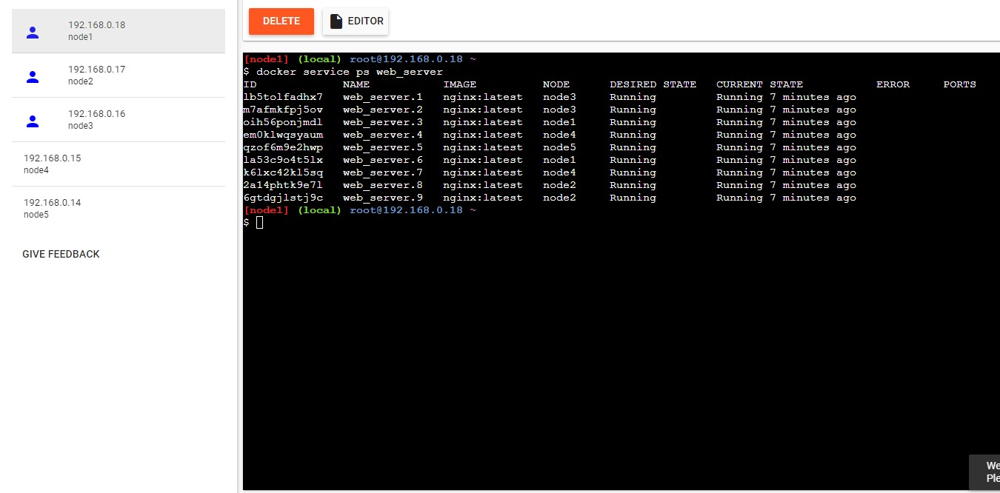 192.168.0.18
node1
192.168.0.17
node2
192.168.0.16
node3
192.168.0.15
node4
192.168.0.14
node5
GIVE FEEDBACK
DELETE
EDITOR
[node1] (local) root@192.168.0.18 ~
$ docker service ps web_server
ID NAME IMAGE NODE DESIRED STATE CURRENT STATE ERROR PORTS
lb5tolfadhx7 web_server.1 nginx:latest node3 Running Running 7 minutes ago
m7afmkfpj5ov web_server.2 nginx:latest node3 Running Running 7 minutes ago
oih56ponjmdl web_server.3 nginx:latest node1 Running Running 7 minutes ago
em0klwqsyaum web_server.4 nginx:latest node4 Running Running 7 minutes ago
qzof6m9e2hwp web_server.5 nginx:latest node5 Running Running 7 minutes ago
la53c9o4t5lx web_server.6 nginx:latest node1 Running Running 7 minutes ago
k6lxc42kl5sq web_server.7 nginx:latest node4 Running Running 7 minutes ago
2a14phtk9e7l web_server.8 nginx:latest node2 Running Running 7 minutes ago
6gtdgjlstj9c web_server.9 nginx:latest node2 Running Running 7 minutes ago
[node1] (local) root@192.168.0.18 ~
$
We
Ple